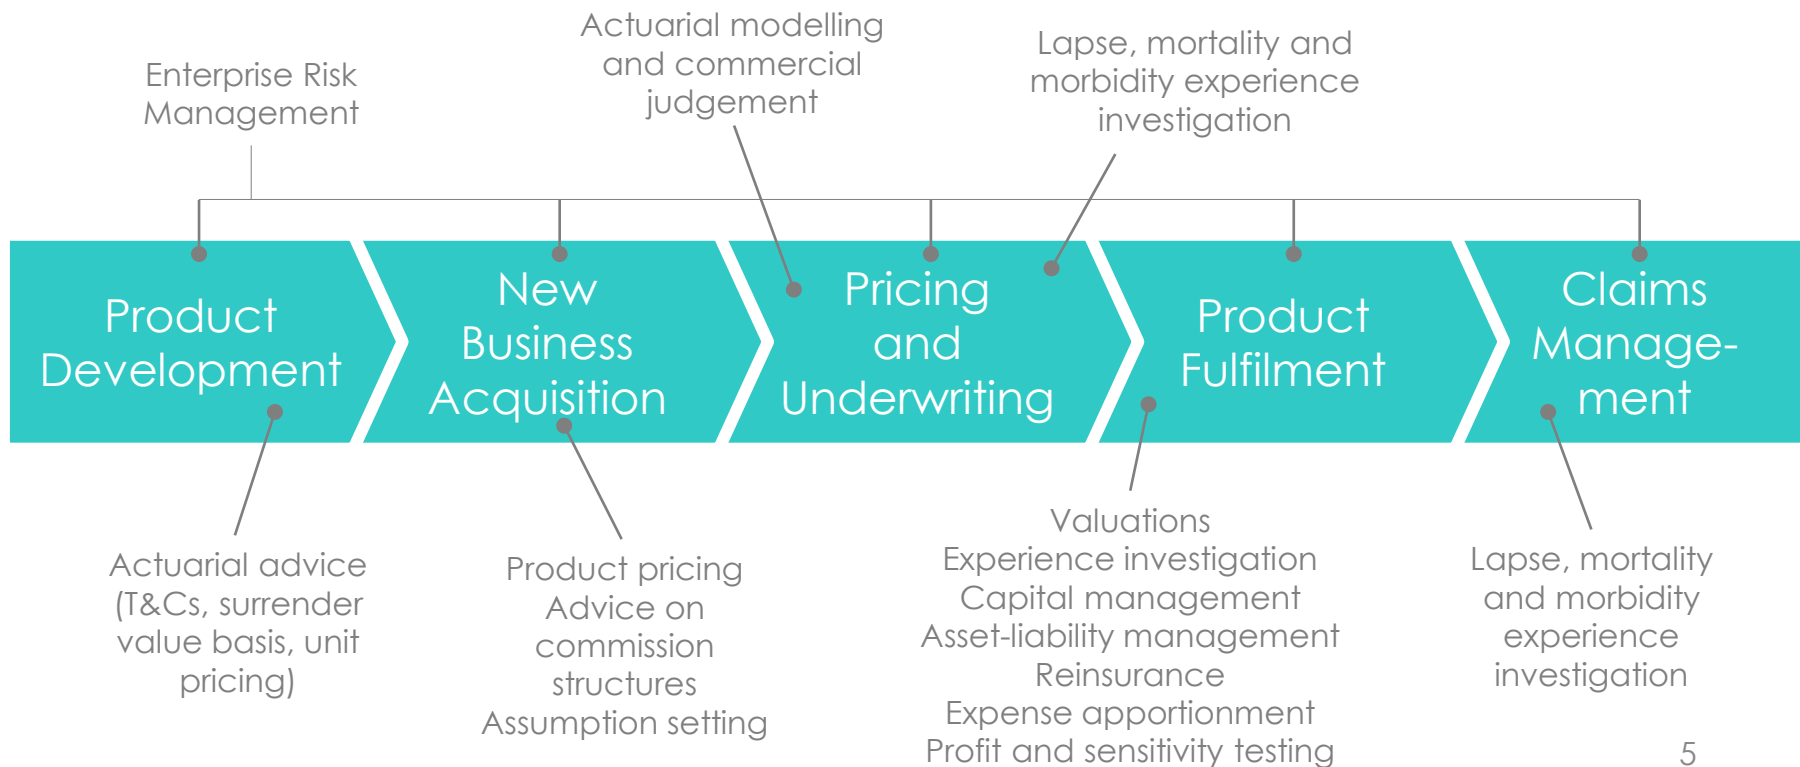 Enterprise Risk
Management
Actuarial modelling
and commercial
judgement
Lapse, mortality and
morbidity experience
investigation
Product
Development
New
Business
Acquisition
Pricing
and
Underwriting
Product
Fulfilment
Claims
Manage-
ment
Actuarial advice
(T&Cs, surrender
value basis, unit
pricing)
Product pricing
Advice on
commission
structures
Assumption setting
Valuations
Experience investigation
Capital management
Asset-liability management
Reinsurance
Expense apportionment
Profit and sensitivity testing
Lapse, mortality
and morbidity
experience
investigation
5